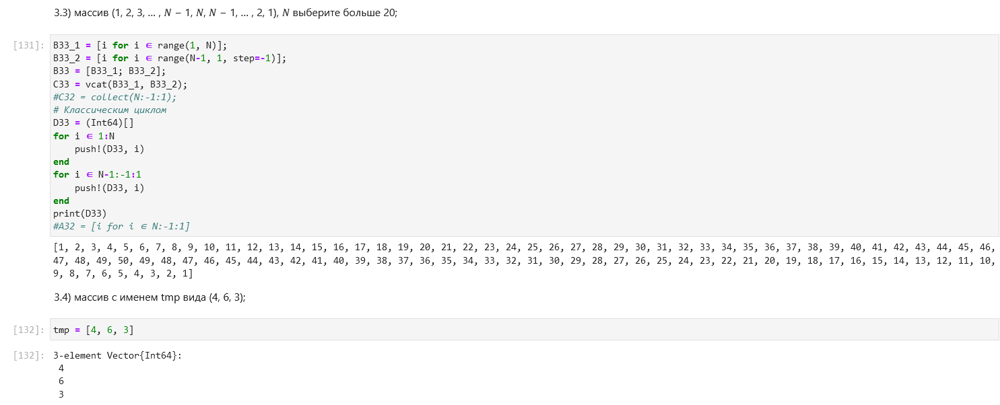 3.3) массив (1, 2, 3, ... , N − 1, N, N − 1, ... , 2, 1), N выберите больше 20;
[131]: B33_1 = [i for i ∈ range(1, N)];
B33_2 = [i for i ∈ range(N-1, 1, step=-1)];
B33 = [B33_1; B33_2];
C33 = vcat(B33_1, B33_2);
#C32 = collect(N:-1:1);
# Классическим циклом
D33 = (Int64)[]
for i ∈ 1:N
    push!(D33, i)
end
for i ∈ N-1:-1:1
    push!(D33, i)
end
print(D33)
#A32 = [i for i ∈ N:-1:1]
[1, 2, 3, 4, 5, 6, 7, 8, 9, 10, 11, 12, 13, 14, 15, 16, 17, 18, 19, 20, 21, 22, 23, 24, 25, 26, 27, 28, 29, 30, 31, 32, 33, 34, 35, 36, 37, 38, 39, 40, 41, 42, 43, 44, 45, 46,
47, 48, 49, 50, 49, 48, 47, 46, 45, 44, 43, 42, 41, 40, 39, 38, 37, 36, 35, 34, 33, 32, 31, 30, 29, 28, 27, 26, 25, 24, 23, 22, 21, 20, 19, 18, 17, 16, 15, 14, 13, 12, 11, 10,
9, 8, 7, 6, 5, 4, 3, 2, 1]
3.4) массив с именем tmp вида (4, 6, 3);
[132]: tmp = [4, 6, 3]
[132]: 3-element Vector{Int64}:
4
6
3